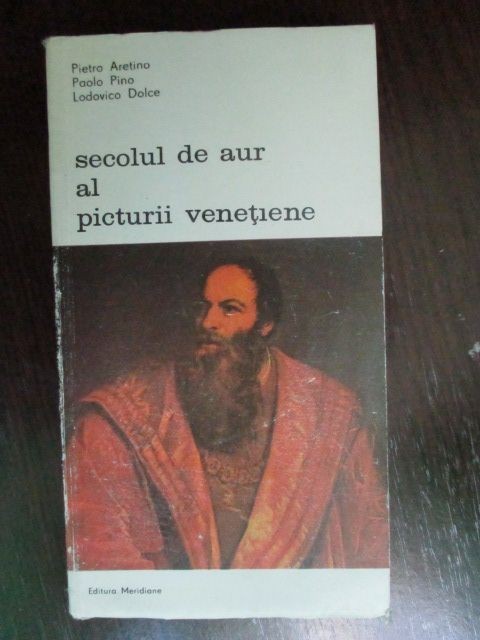 Pietro Aretino
Paolo Pino
Lodovico Dolce
secolul de aur
al
picturii venețiene
Editura Meridiane